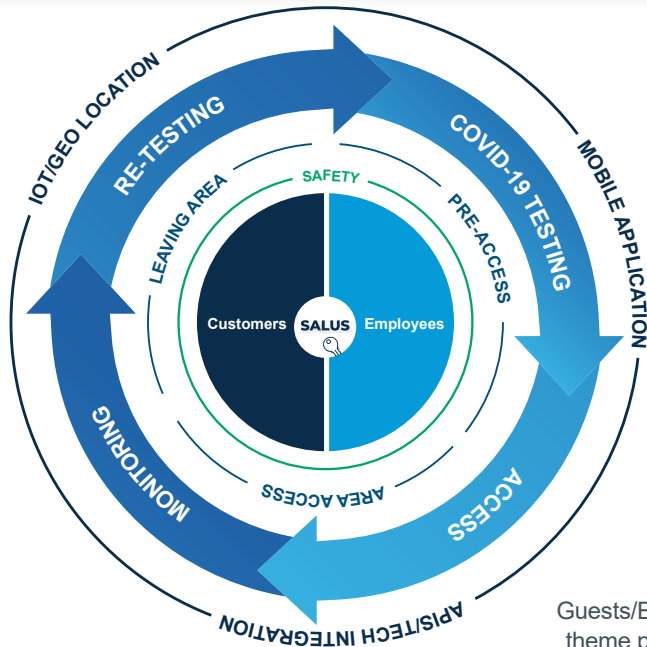 IOT/GEO LOCATION
MOBILE APPLICATION
APIS/TECH INTEGRATION
RE-TESTING
COVID-19 TESTING
ACCESS
MONITORING
LEAVING AREA
PRE-ACCESS
AREA ACCESS
SAFETY
Customers
SALUS
Employees
Guests/E
theme p